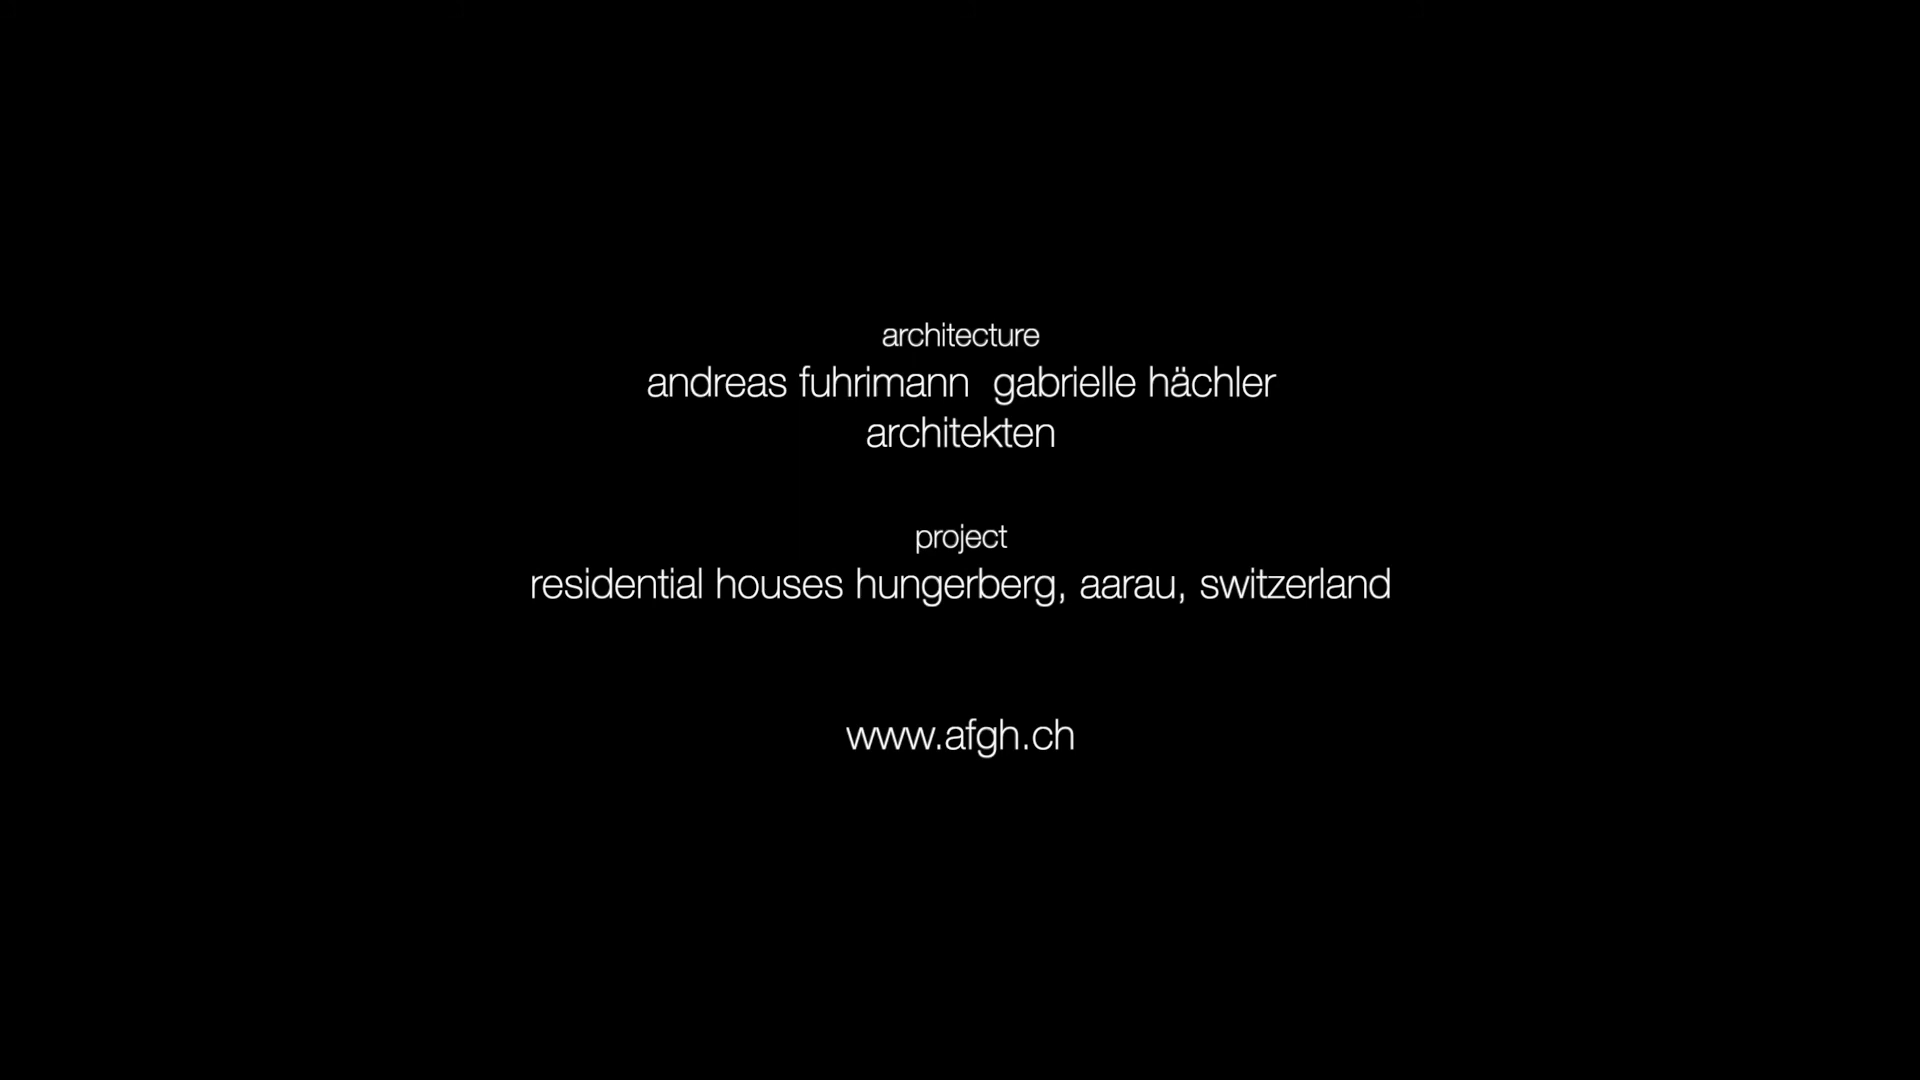 architecture
andreas fuhrimann gabrielle hächler
architekten
project
residential houses hungerberg, aarau, switzerland
www.afgh.ch